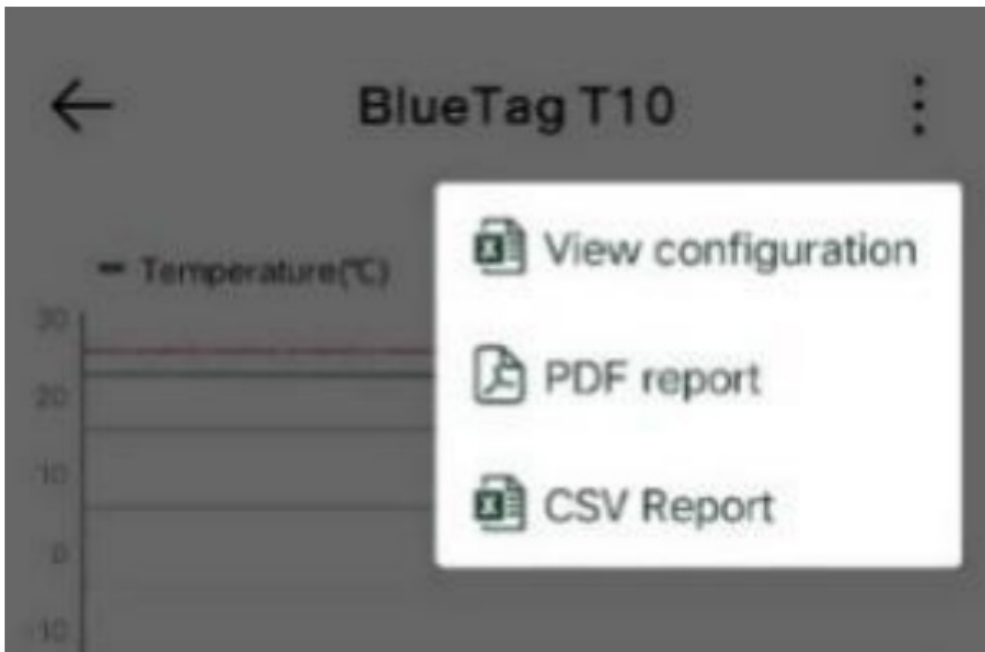 BlueTag T10
Temperature(℃)
View configuration
PDF report
CSV Report
30
20
10
0
-10